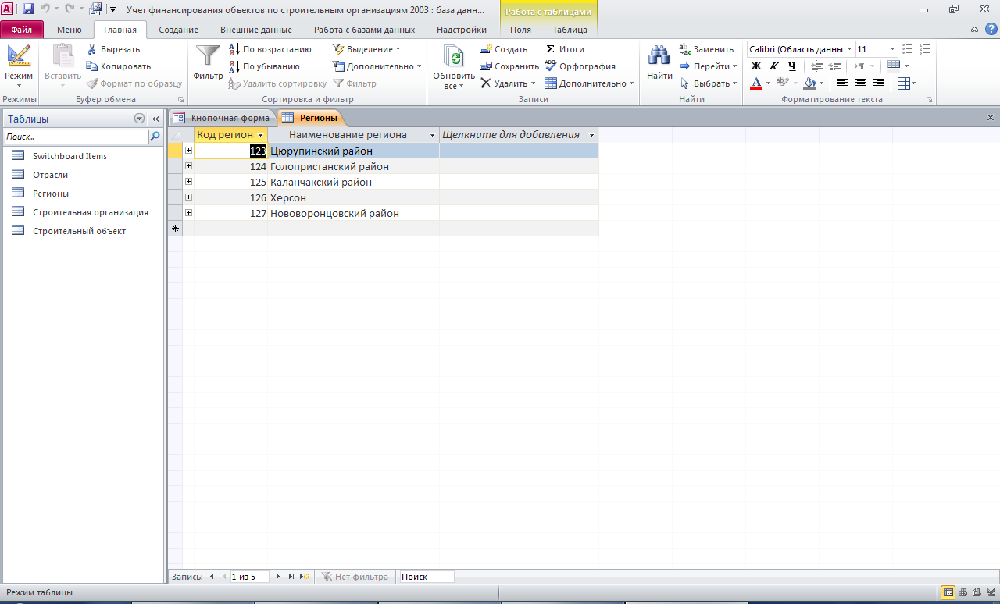 Учет финансирования объектов по строительным организациям 2003 : база данн...
Работа с таблицами
Файл Меню Главная Создание Внешние данные Работа с базами данных Надстройки Поля Таблица
Режим
Режимы
Вставить
Вырезать
Копировать
Формат по образцу
Буфер обмена
Фильтр
По возрастанию
По убыванию
Удалить сортировку
Выделение
Дополнительно
Фильтр
Сортировка и фильтр
Обновить
все
Создать
Сохранить
Удалить
Итоги
Орфография
Дополнительно
Записи
Найти
Заменить
Перейти
Выбрать
Найти
Calibri (Область данных 11
Ж К Ч
Форматирование текста
Таблицы
Поиск...
Switchboard Items
Отрасли
Регионы
Строительная организация
Строительный объект
Кнопочная форма Регионы
Код регион Наименование региона Щелкните для добавления
123 Цюрупинский район
124 Голопристанский район
125 Каланчакский район
126 Херсон
127 Нововоронцовский район
Запись: 1 из 5 Нет фильтра Поиск
Режим таблицы